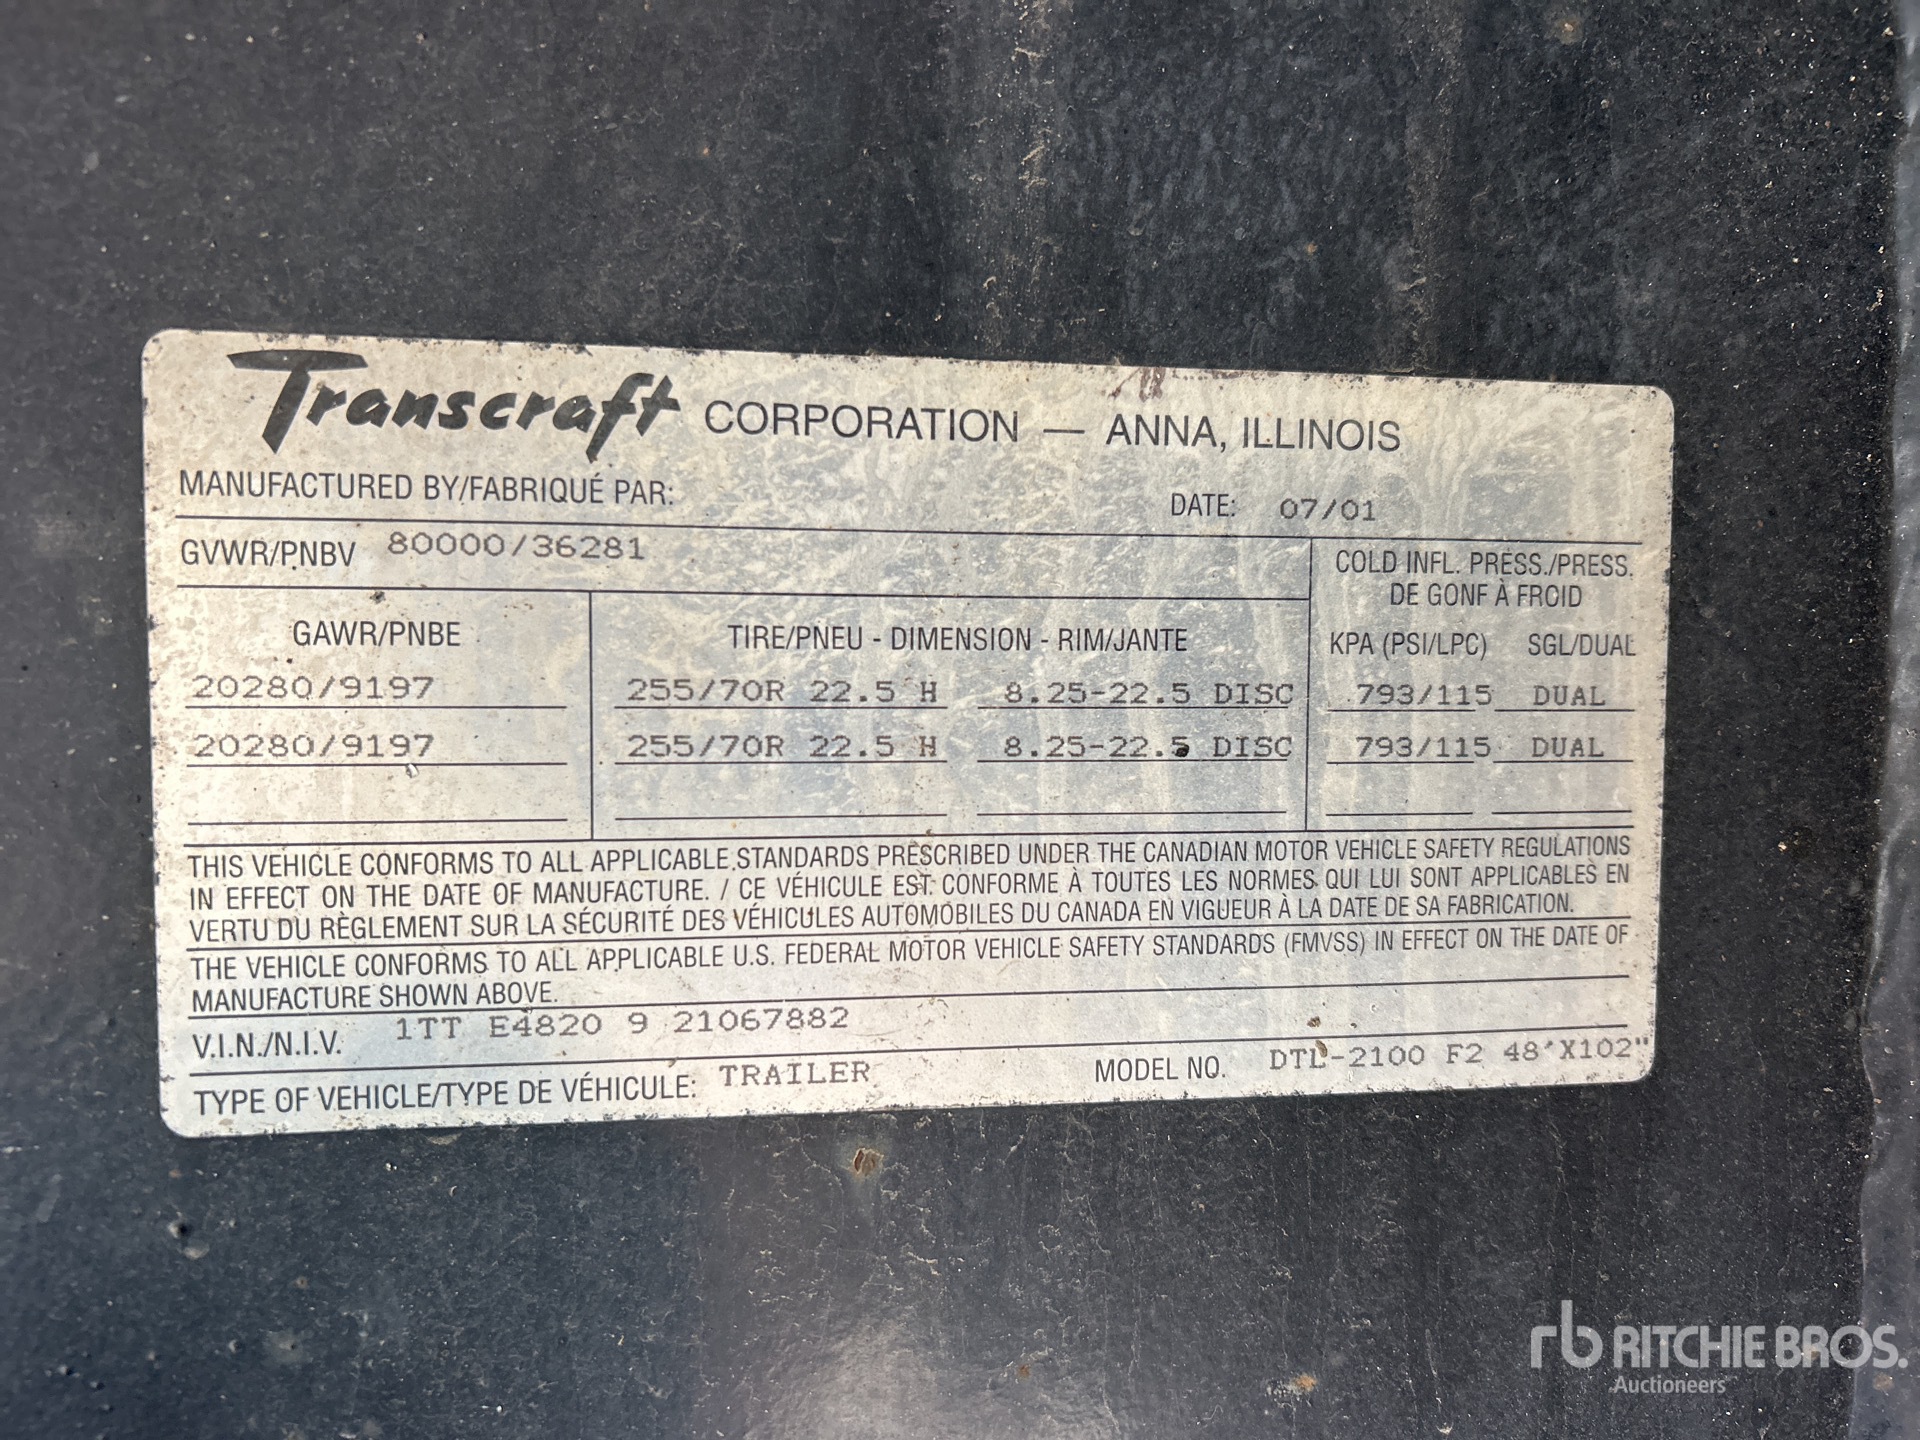 Transcraft CORPORATION — ANNA, ILLINOIS
MANUFACTURED BY/FABRIQUÉ PAR: DATE: 07/01
GVWR/PNBV 80000/36281
COLD INFL. PRESS./PRESS.
DE GONF À FROID
GAWR/PNBE TIRE/PNEU - DIMENSION - RIM/JANTE KPA (PSI/LPC) SGL/DUAL
20280/9197 255/70R 22.5 H 8.25-22.5 DISC 793/115 DUAL
20280/9197 255/70R 22.5 H 8.25-22.5 DISC 793/115 DUAL
THIS VEHICLE CONFORMS TO ALL APPLICABLE STANDARDS PRESCRIBED UNDER THE CANADIAN MOTOR VEHICLE SAFETY REGULATIONS
IN EFFECT ON THE DATE OF MANUFACTURE. / CE VÉHICULE EST CONFORME À TOUTES LES NORMES QUI LUI SONT APPLICABLES EN
VERTU DU RÈGLEMENT SUR LA SÉCURITÉ DES VÉHICULES AUTOMOBILES DU CANADA EN VIGUEUR À LA DATE DE SA FABRICATION.
THE VEHICLE CONFORMS TO ALL APPLICABLE U.S. FEDERAL MOTOR VEHICLE SAFETY STANDARDS (FMVSS) IN EFFECT ON THE DATE OF
MANUFACTURE SHOWN ABOVE.
V.I.N./N.I.V. 1TT E4820 9 21067882
TYPE OF VEHICLE/TYPE DE VÉHICULE: TRAILER MODEL NO. DTL-2100 F2 48'X102"
rb RITCHIE BROS.
Auctioneers